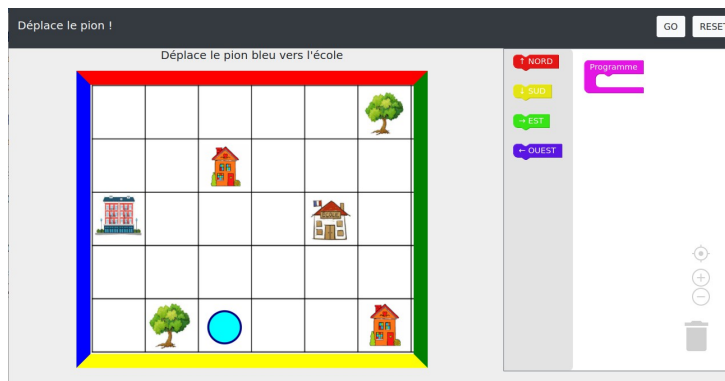 Déplace le pion !
GO
RESET
Déplace le pion bleu vers l'école
↑ NORD
↓ SUD
→ EST
← OUEST
Programme